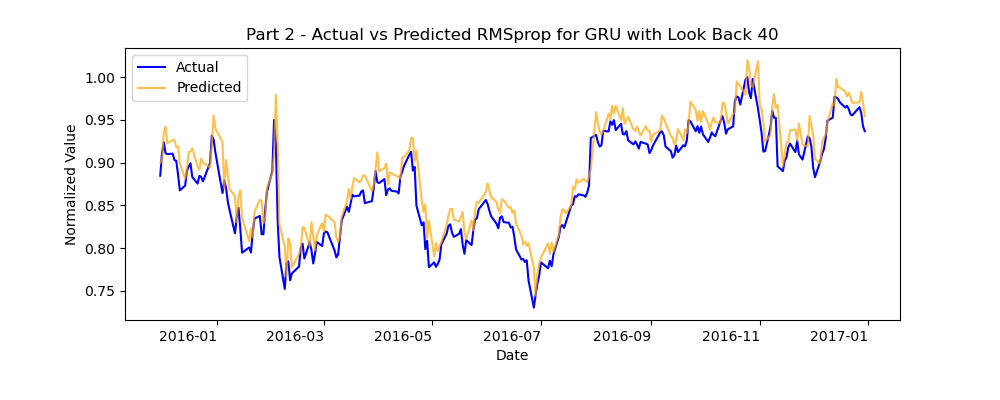 Part 2 - Actual vs Predicted RMSprop for GRU with Look Back 40
Actual
Predicted
Normalized Value
1.00
0.95
0.90
0.85
0.80
0.75
2016-01
2016-03
2016-05
2016-07
2016-09
2016-11
2017-01
Date